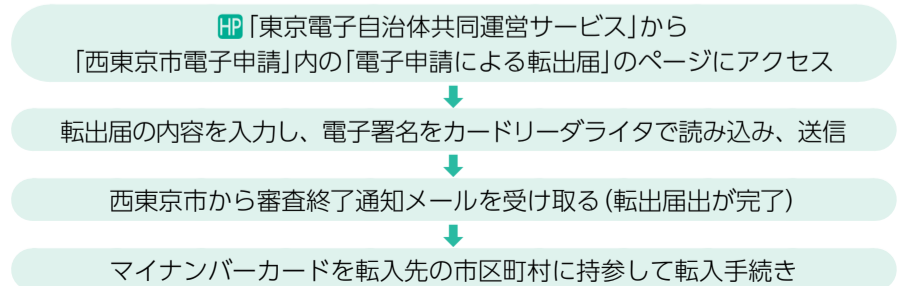 HP「東京電子自治体共同運営サービス」から
「西東京市電子申請」内の「電子申請による転出届」のページにアクセス
転出届の内容を入力し、電子署名をカードリーダライタで読み込み、送信
西東京市から審査終了通知メールを受け取る(転出届出が完了)
マイナンバーカードを転入先の市区町村に持参して転入手続き